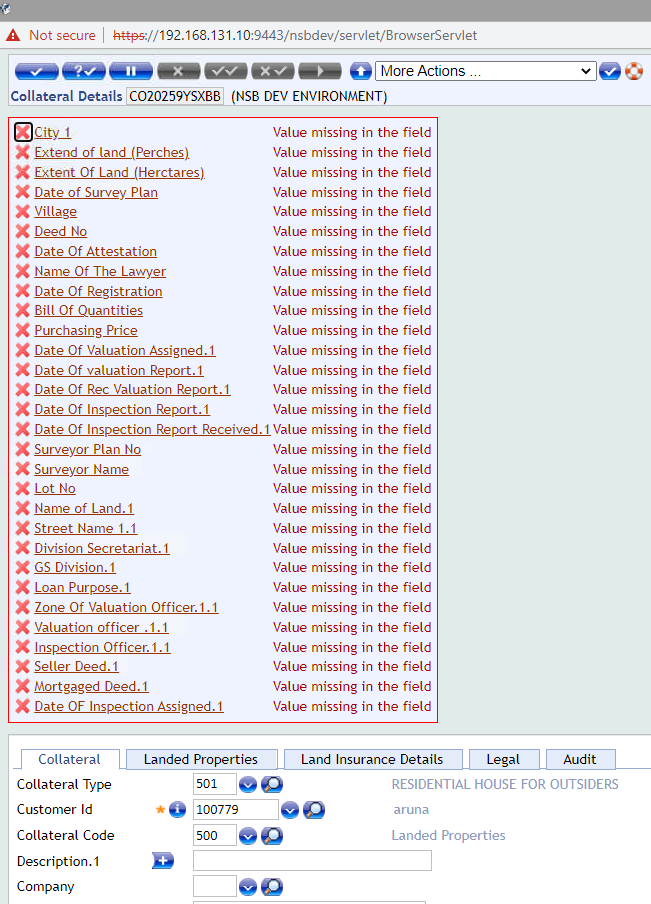 Not secure | https://192.168.131.10:9443/nsbdev/servlet/BrowserServlet
More Actions ...
Collateral Details CO20259YSXBB (NSB DEV ENVIRONMENT)
City 1 Value missing in the field
Extend of land (Perches) Value missing in the field
Extent Of Land (Herctares) Value missing in the field
Date of Survey Plan Value missing in the field
Village Value missing in the field
Deed No Value missing in the field
Date Of Attestation Value missing in the field
Name Of The Lawyer Value missing in the field
Date Of Registration Value missing in the field
Bill Of Quantities Value missing in the field
Purchasing Price Value missing in the field
Date Of Valuation Assigned.1 Value missing in the field
Date Of valuation Report.1 Value missing in the field
Date Of Rec Valuation Report.1 Value missing in the field
Date Of Inspection Report.1 Value missing in the field
Date Of Inspection Report Received.1 Value missing in the field
Surveyor Plan No Value missing in the field
Surveyor Name Value missing in the field
Lot No Value missing in the field
Name of Land.1 Value missing in the field
Street Name 1.1 Value missing in the field
Division Secretariat.1 Value missing in the field
GS Division.1 Value missing in the field
Loan Purpose.1 Value missing in the field
Zone Of Valuation Officer.1.1 Value missing in the field
Valuation officer .1.1 Value missing in the field
Inspection Officer.1.1 Value missing in the field
Seller Deed.1 Value missing in the field
Mortgaged Deed.1 Value missing in the field
Date OF Inspection Assigned.1 Value missing in the field
Collateral Landed Properties Land Insurance Details Legal Audit
Collateral Type 501 RESIDENTIAL HOUSE FOR OUTSIDERS
Customer Id 100779 aruna
Collateral Code 500 Landed Properties
Description.1
Company